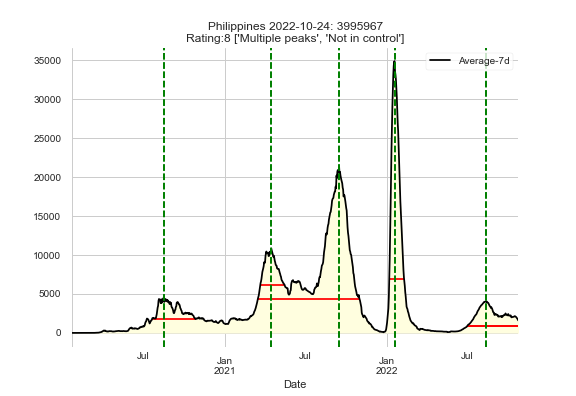 Philippines 2022-10-24: 3995967
Rating:8 ['Multiple peaks', 'Not in control']
Average-7d
35000
30000
25000
20000
15000
10000
5000
0
Jul
Jan
2021
Jul
Jan
2022
Jul
Date